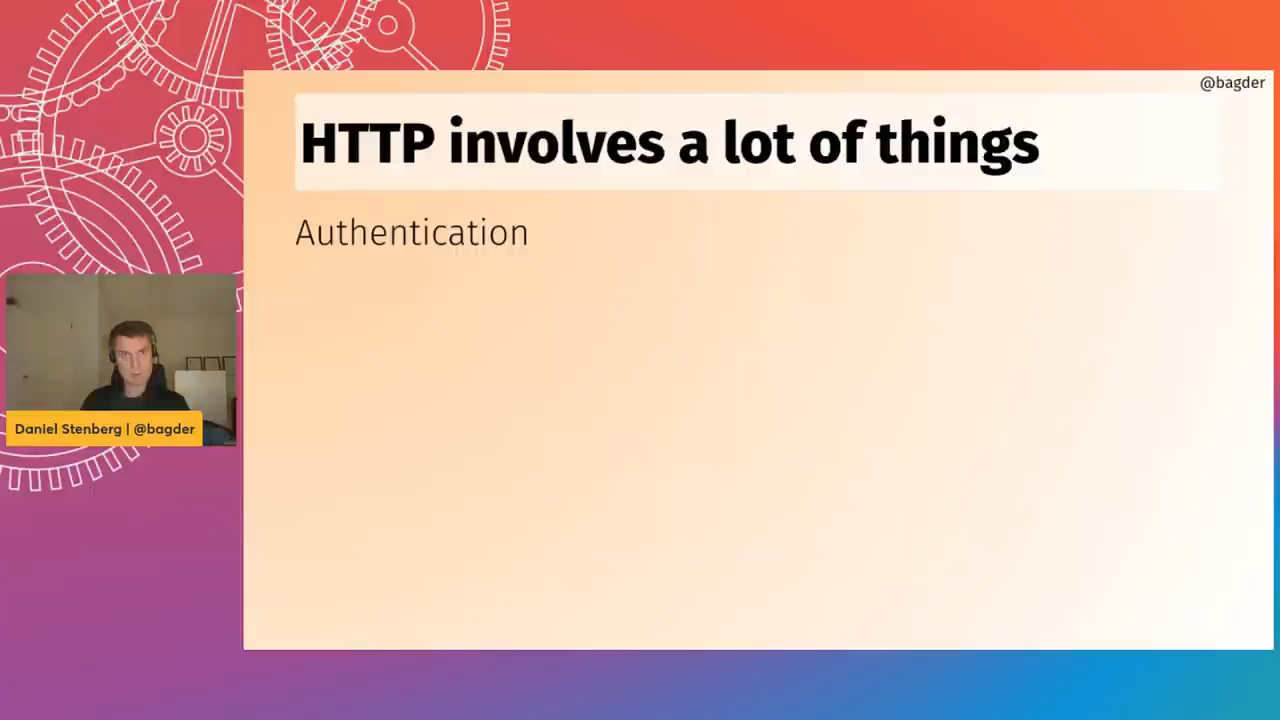 @bagder
HTTP involves a lot of things
Authentication
Daniel Stenberg | @bagder